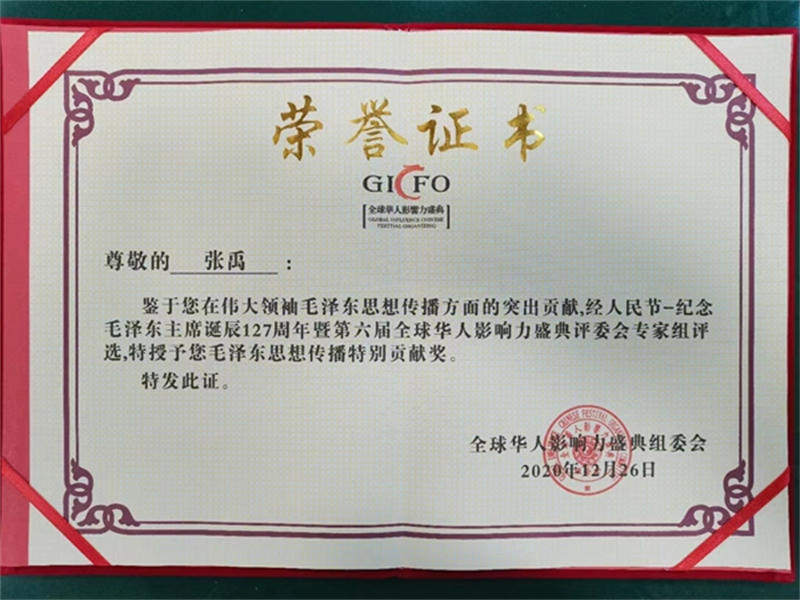 荣誉证书
GICFO
全球华人影響力盛典
GLOBAL INFLUENCE CHINESE
FESTIVAL ORGANIZING
尊敬的 张禹 ：
鉴于您在伟大领袖毛泽东思想传播方面的突出贡献,经人民节-纪念
毛泽东主席诞辰127周年暨第六届全球华人影响力盛典评委会专家组评
选,特授予您毛泽东思想传播特别贡献奖。
特发此证。
全球华人影响力盛典组委会
2020年12月26日